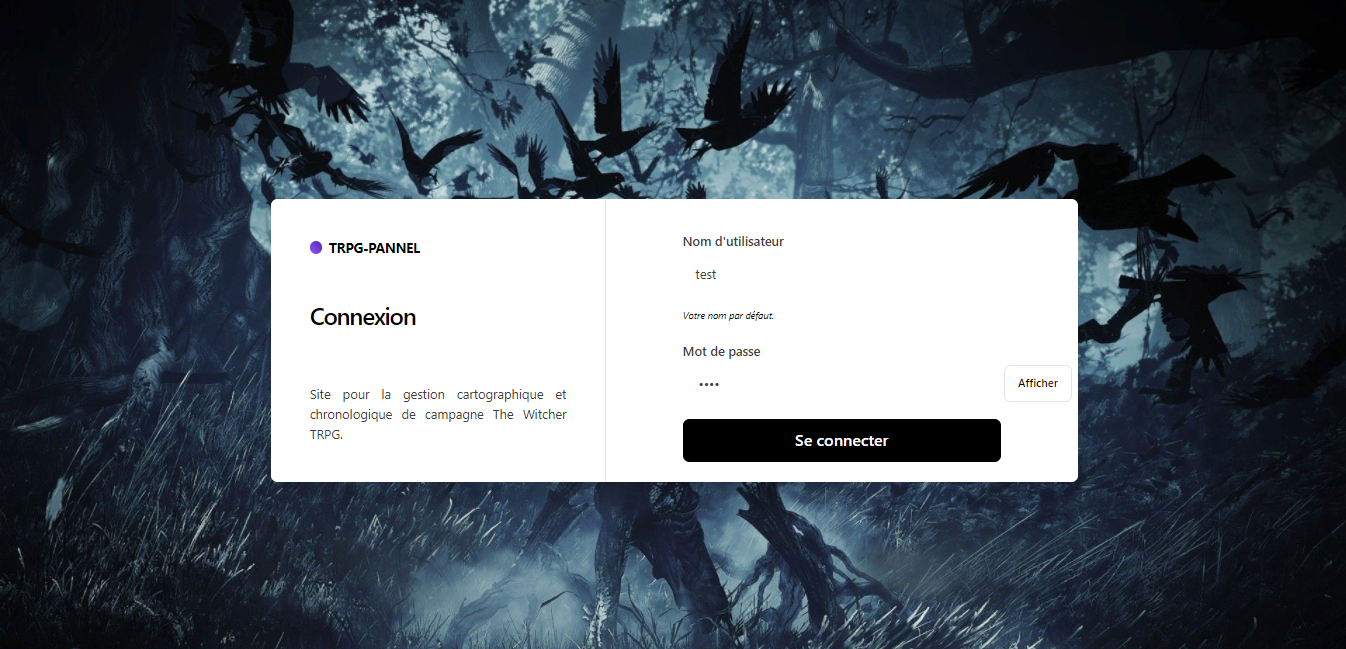 TRPG-PANNEL
Connexion
Site pour la gestion cartographique et
chronologique de campagne The Witcher
TRPG.
Nom d'utilisateur
test
Votre nom par défaut.
Mot de passe
••••
Afficher
Se connecter